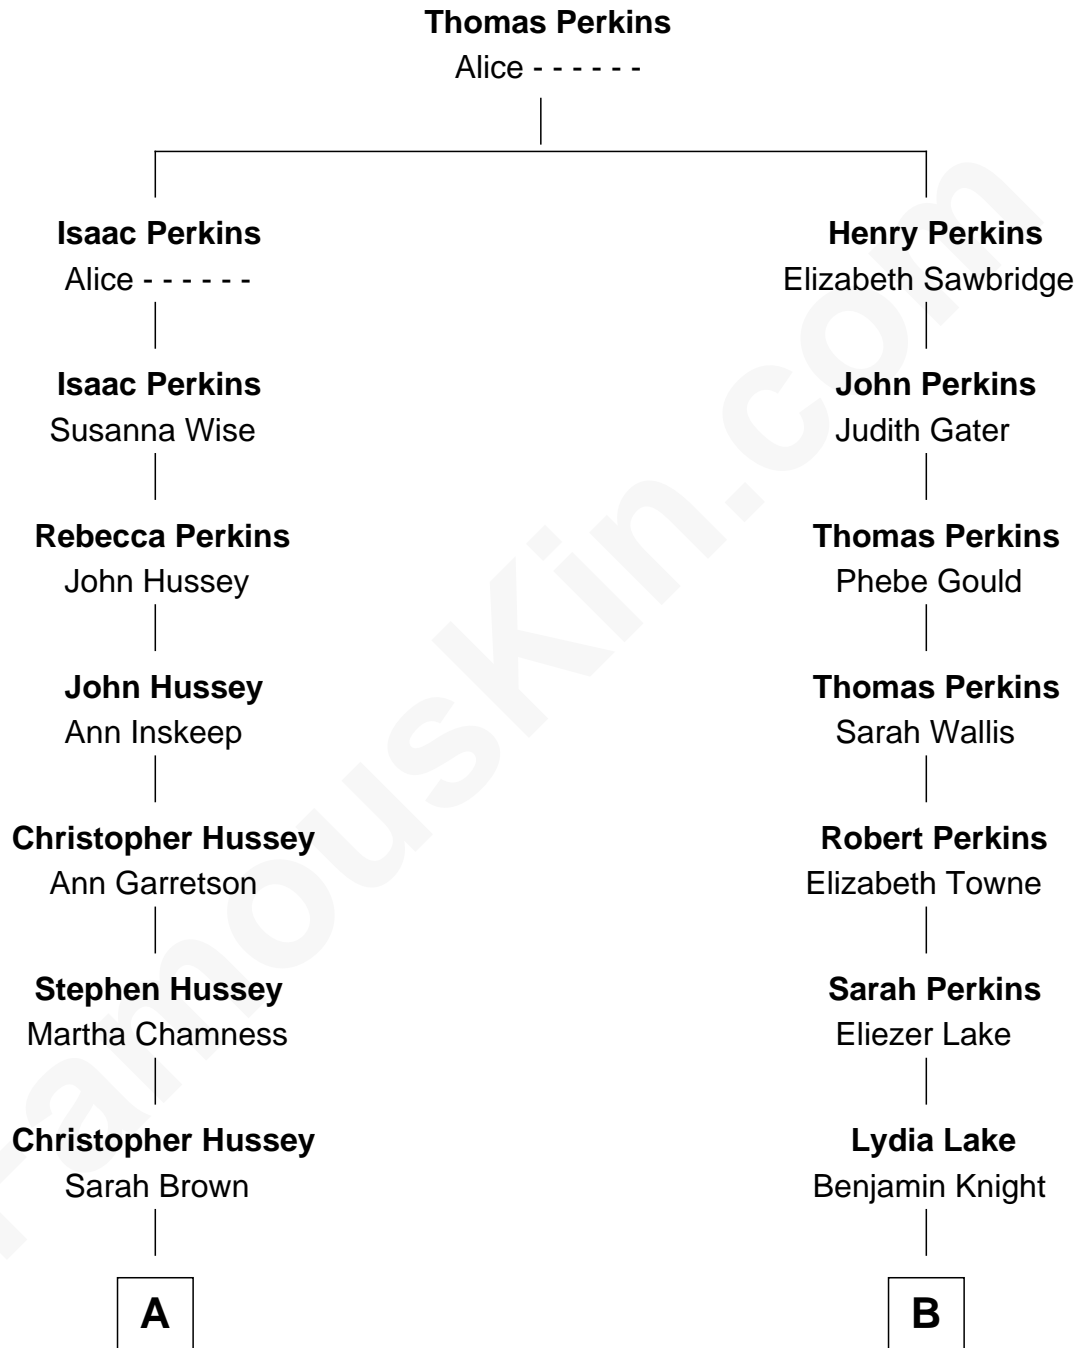 Thomas Perkins
Alice - - - - - -
Isaac Perkins
Alice - - - - - -
Isaac Perkins
Susanna Wise
Rebecca Perkins
John Hussey
John Hussey
Ann Inskeep
Christopher Hussey
Ann Garretson
Stephen Hussey
Martha Chamness
Christopher Hussey
Sarah Brown
A
Henry Perkins
Elizabeth Sawbridge
John Perkins
Judith Gater
Thomas Perkins
Phebe Gould
Thomas Perkins
Sarah Wallis
Robert Perkins
Elizabeth Towne
Sarah Perkins
Eliezer Lake
Lydia Lake
Benjamin Knight
B
FamousKin.com